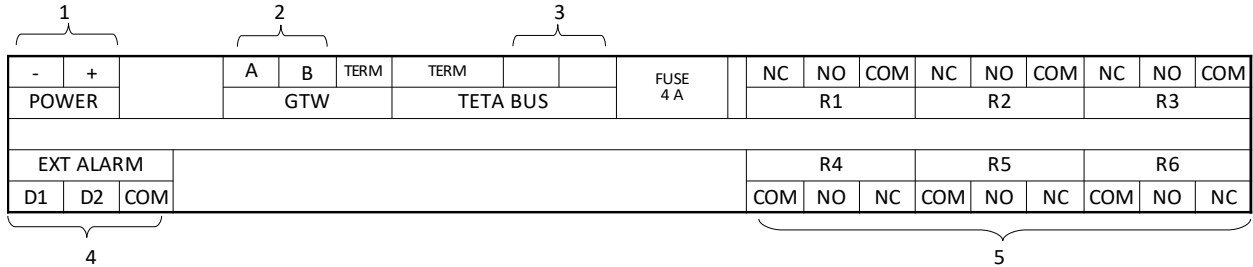 1 2 3
- + A B TERM TERM FUSE 4 A NC NO COM NC NO COM NC NO COM
POWER GTW TETA BUS R1 R2 R3
EXT ALARM R4 R5 R6
D1 D2 COM COM NO NC COM NO NC COM NO NC
4 5